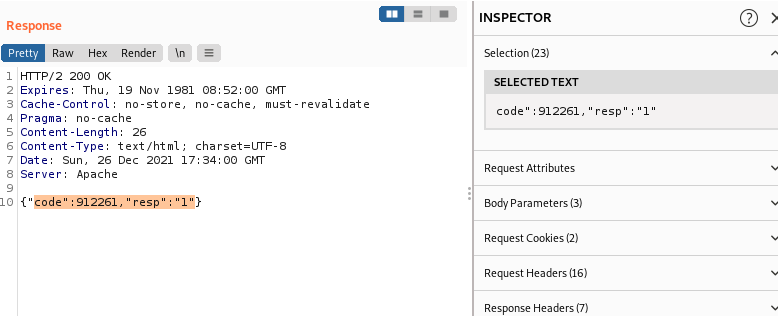 Response
Pretty Raw Hex Render \n
1 HTTP/2 200 OK
2 Expires: Thu, 19 Nov 1981 08:52:00 GMT
3 Cache-Control: no-store, no-cache, must-revalidate
4 Pragma: no-cache
5 Content-Length: 26
6 Content-Type: text/html; charset=UTF-8
7 Date: Sun, 26 Dec 2021 17:34:00 GMT
8 Server: Apache
9
10 {"code":912261,"resp":"1"}
INSPECTOR
?
Selection (23)
SELECTED TEXT
code":912261,"resp":"1"
Request Attributes
Body Parameters (3)
Request Cookies (2)
Request Headers (16)
Response Headers (7)